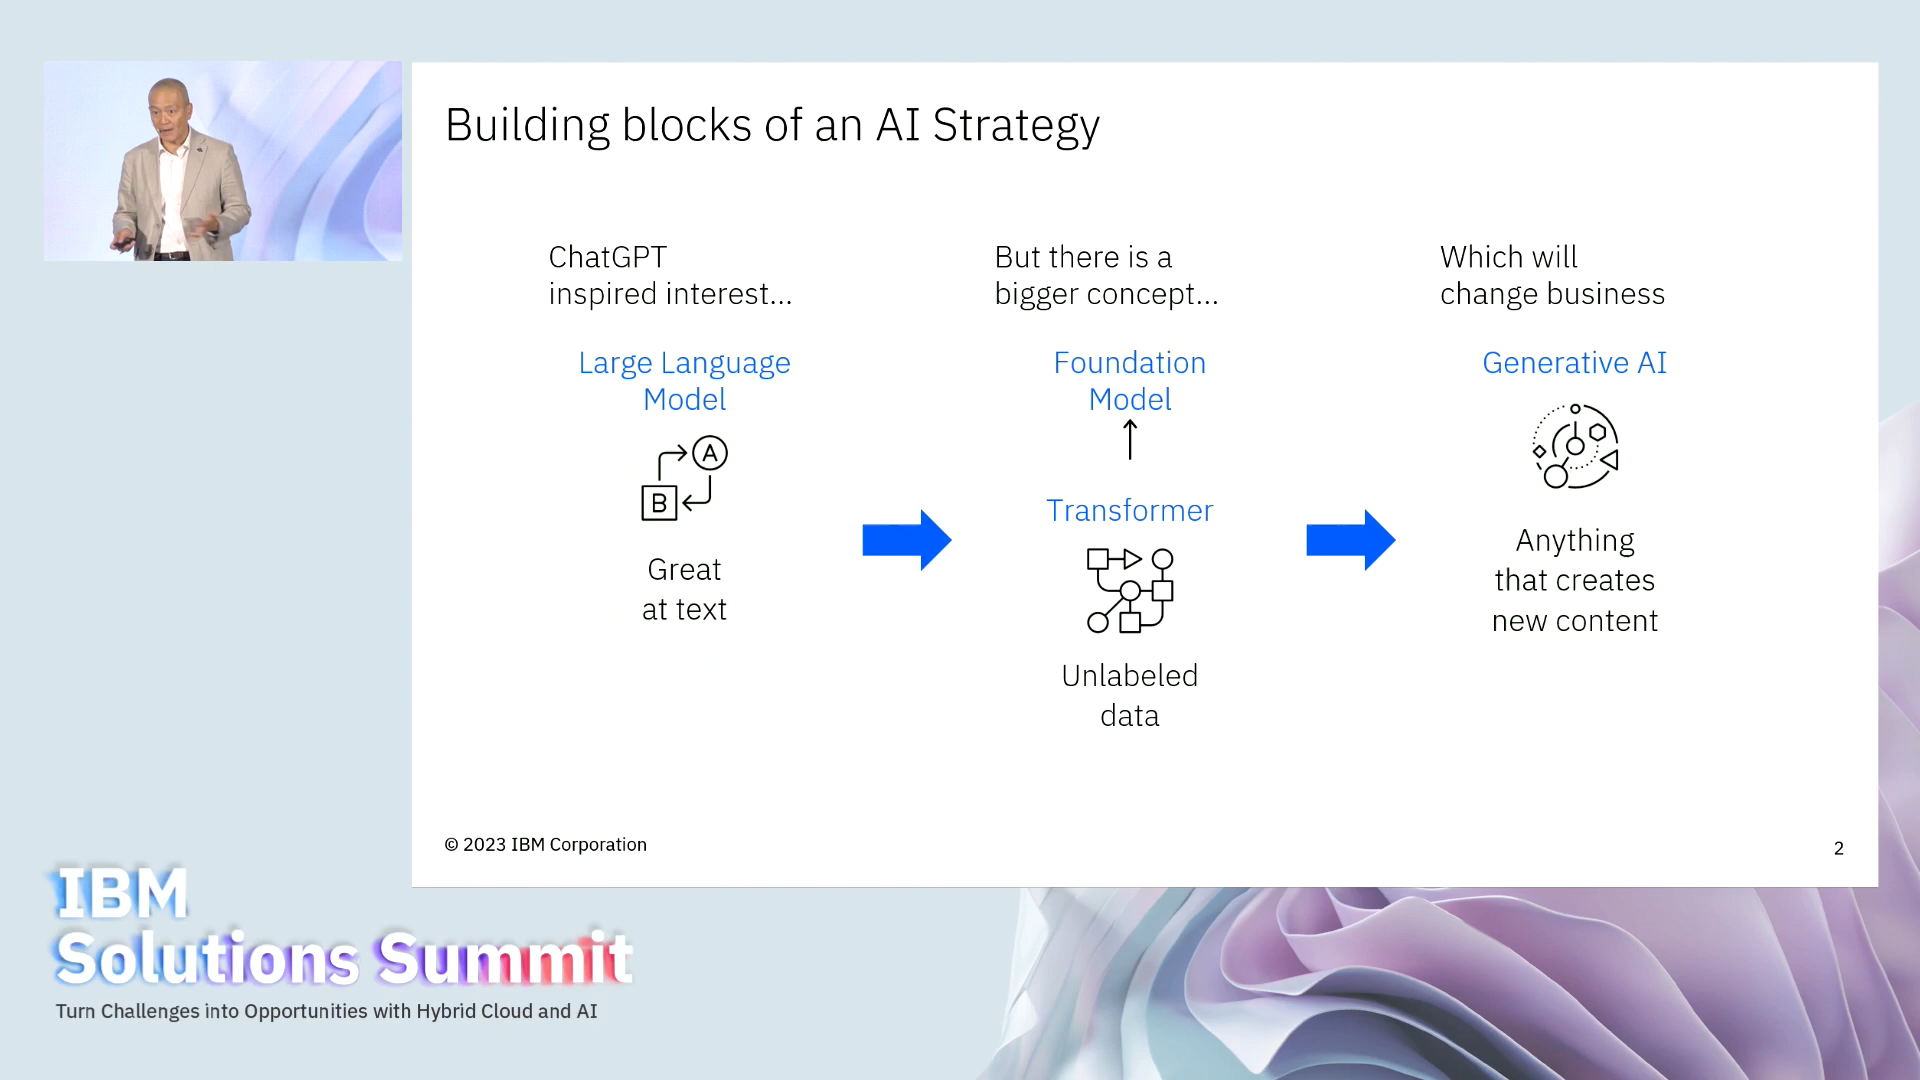 Building blocks of an AI Strategy
ChatGPT
inspired interest...
Large Language
Model
A
B
Great
at text
But there is a
bigger concept...
Foundation
Model
Transformer
Unlabeled
data
Which will
change business
Generative AI
Anything
that creates
new content
© 2023 IBM Corporation
2
IBM
Solutions Summit
Turn Challenges into Opportunities with Hybrid Cloud and AI